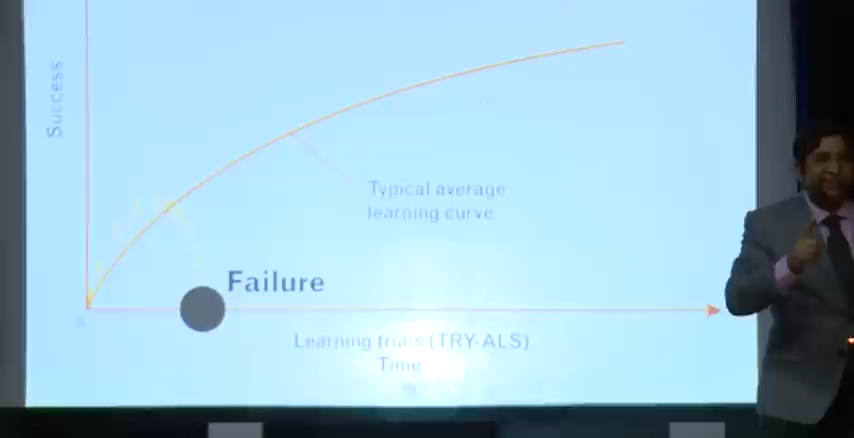 Success
Typical average
learning curve
Failure
0
Learning trials (TRY-ALS)
Time